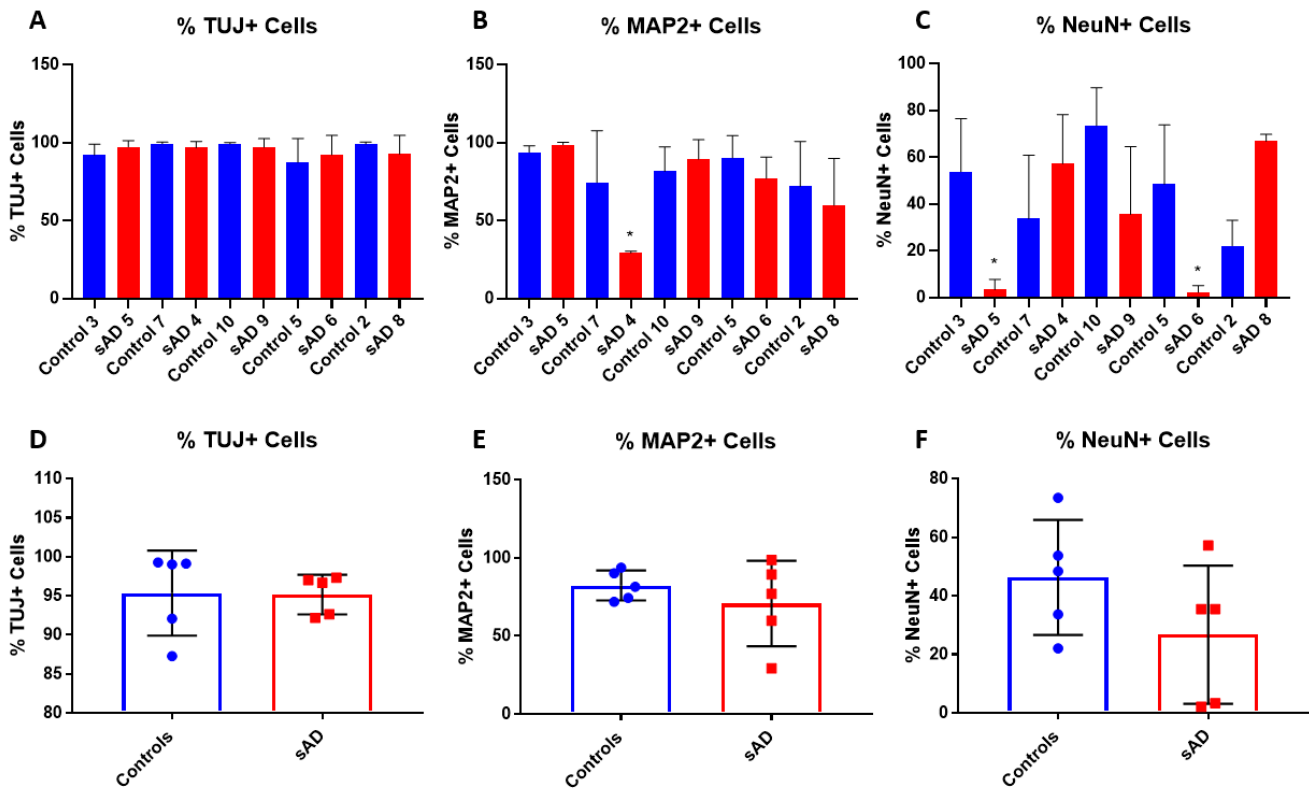 A
% TUJ+ Cells
% TUJ+ Cells
150
100
50
0
Control 3
sAD 5
Control 7
sAD 4
Control 10
sAD 9
Control 5
sAD 6
Control 2
sAD 8
B
% MAP2+ Cells
% MAP2+ Cells
150
100
50
0
*
Control 3
sAD 5
Control 7
sAD 4
Control 10
sAD 9
Control 5
sAD 6
Control 2
sAD 8
C
% NeuN+ Cells
% NeuN+ Cells
100
80
60
40
20
0
*
*
Control 3
sAD 5
Control 7
sAD 4
Control 10
sAD 9
Control 5
sAD 6
Control 2
sAD 8
D
% TUJ+ Cells
% TUJ+ Cells
110
105
100
95
90
85
80
Controls
sAD
E
% MAP2+ Cells
% MAP2+ Cells
150
100
50
0
Controls
sAD
F
% NeuN+ Cells
% NeuN+ Cells
80
60
40
20
0
Controls
sAD